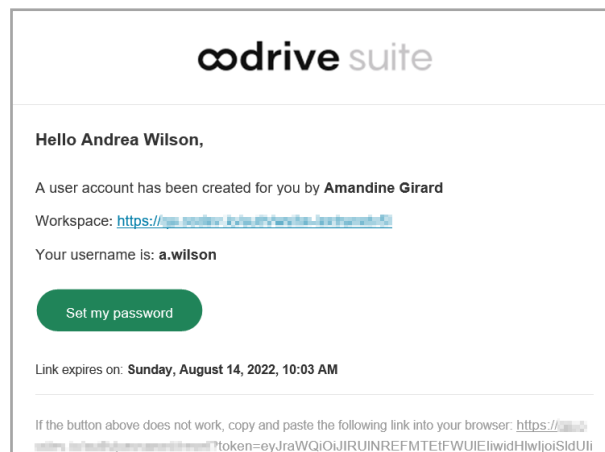 oodrive suite
Hello Andrea Wilson,
A user account has been created for you by Amandine Girard
Workspace: https://
Your username is: a.wilson
Set my password
Link expires on: Sunday, August 14, 2022, 10:03 AM
If the button above does not work, copy and paste the following link into your browser: https://
?token=eyJraWQiOiJIRUlNREFMTEtFWUlEIiwidHlwIjoiSldUIi